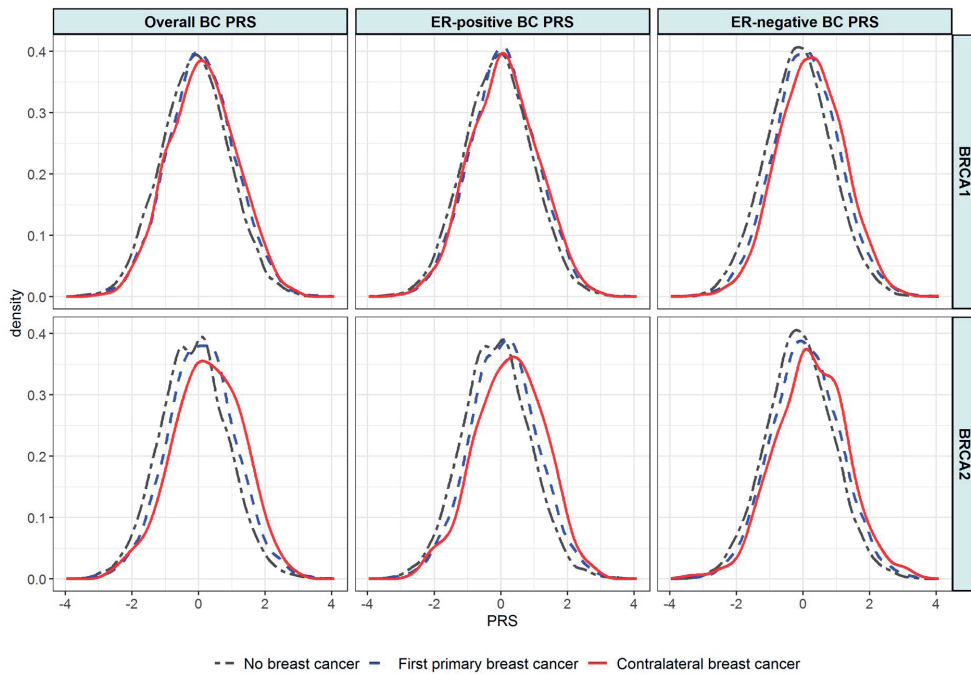 Overall BC PRS
ER-positive BC PRS
ER-negative BC PRS
0.4
0.3
0.2
0.1
0.0
BRCA1
density
0.4
0.3
0.2
0.1
0.0
BRCA2
-4 -2 0 2 4
-4 -2 0 2 4
-4 -2 0 2 4
PRS
No breast cancer
First primary breast cancer
Contralateral breast cancer